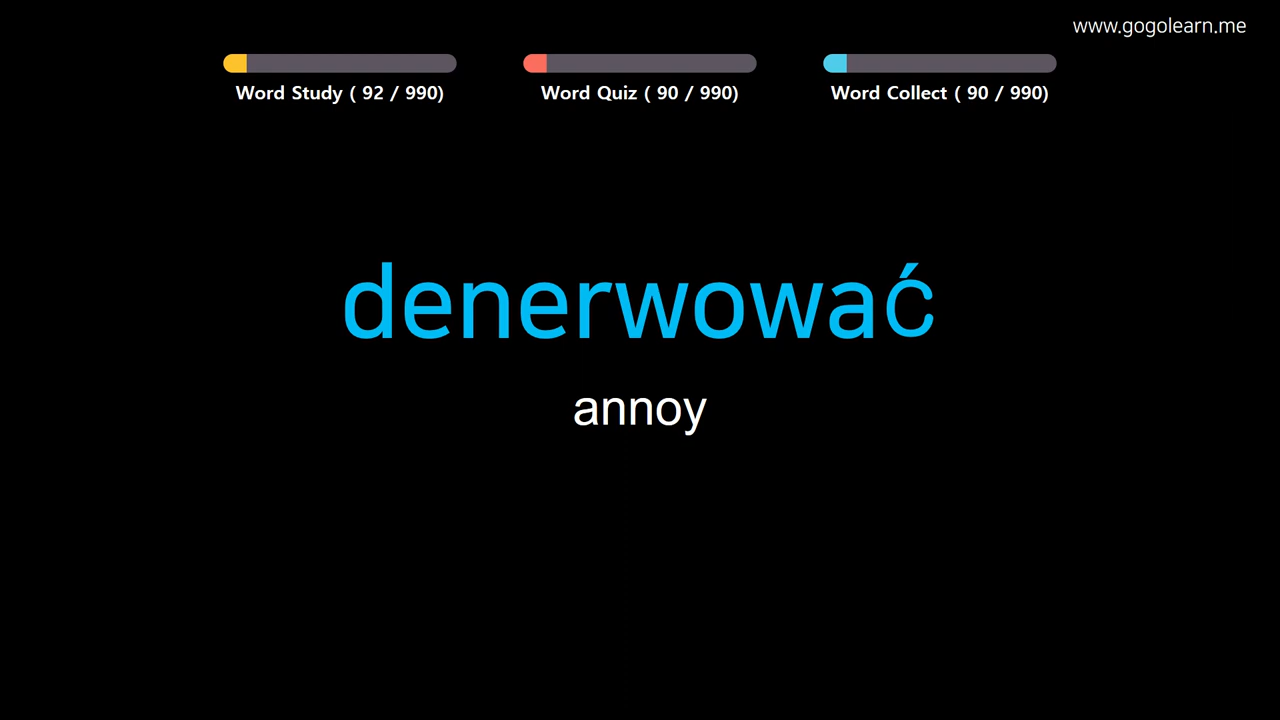 www.gogolearn.me
Word Study ( 92 / 990)
Word Quiz ( 90 / 990)
Word Collect ( 90 / 990)
denerwować
annoy